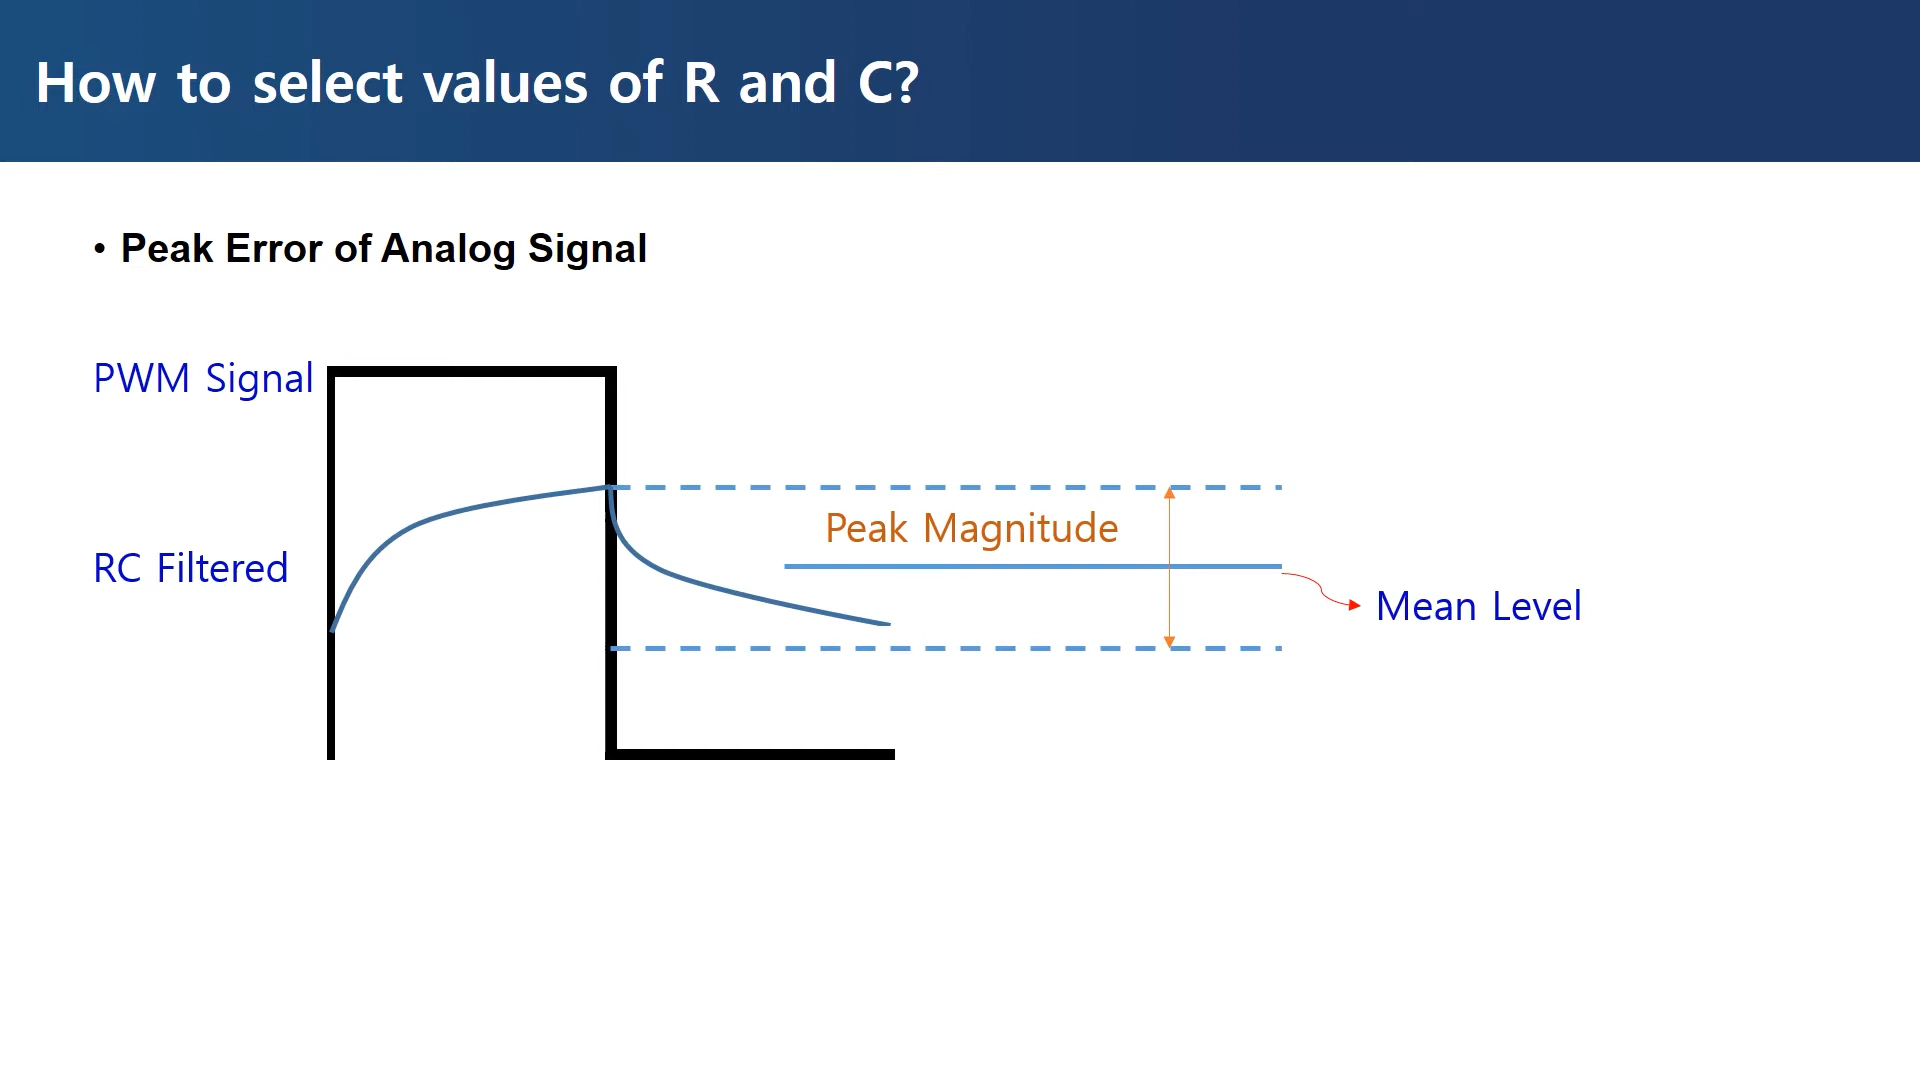 How to select values of R and C?
• Peak Error of Analog Signal
PWM Signal
Peak Magnitude
RC Filtered
Mean Level